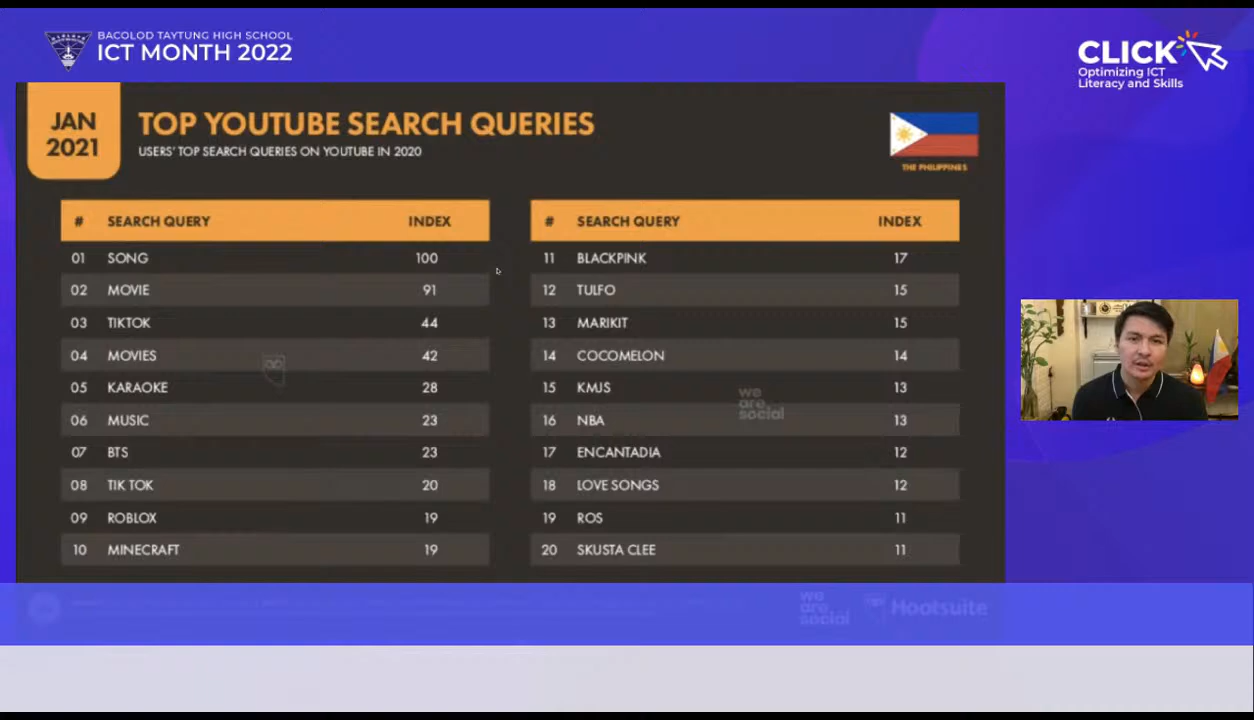 BACOLOD TAYTUNG HIGH SCHOOL
ICT MONTH 2022
CLICK
Optimizing ICT
Literacy and Skills
JAN
2021
TOP YOUTUBE SEARCH QUERIES
USERS' TOP SEARCH QUERIES ON YOUTUBE IN 2020
THE PHILIPPINES
# SEARCH QUERY INDEX
01 SONG 100
02 MOVIE 91
03 TIKTOK 44
04 MOVIES 42
05 KARAOKE 28
06 MUSIC 23
07 BTS 23
08 TIK TOK 20
09 ROBLOX 19
10 MINECRAFT 19
# SEARCH QUERY INDEX
11 BLACKPINK 17
12 TULFO 15
13 MARIKIT 15
14 COCOMELON 14
15 KMJS 13
16 NBA 13
17 ENCANTADIA 12
18 LOVE SONGS 12
19 ROS 11
20 SKUSTA CLEE 11
we
are
social
we
are
social
Hootsuite